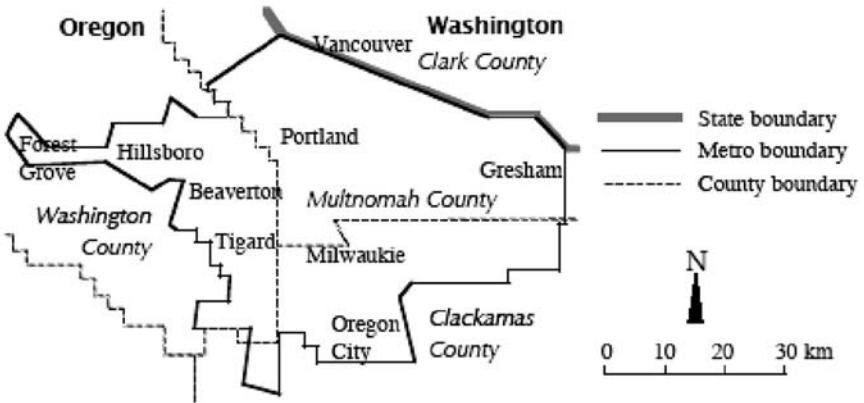 Oregon
Washington
Vancouver
Clark County
Portland
Forest
Grove
Hillsboro
Gresham
Beaverton
Multnomah County
Washington
County
Tigard
Milwaukie
Oregon
City
Clackamas
County
State boundary
Metro boundary
County boundary
N
0 10 20 30 km